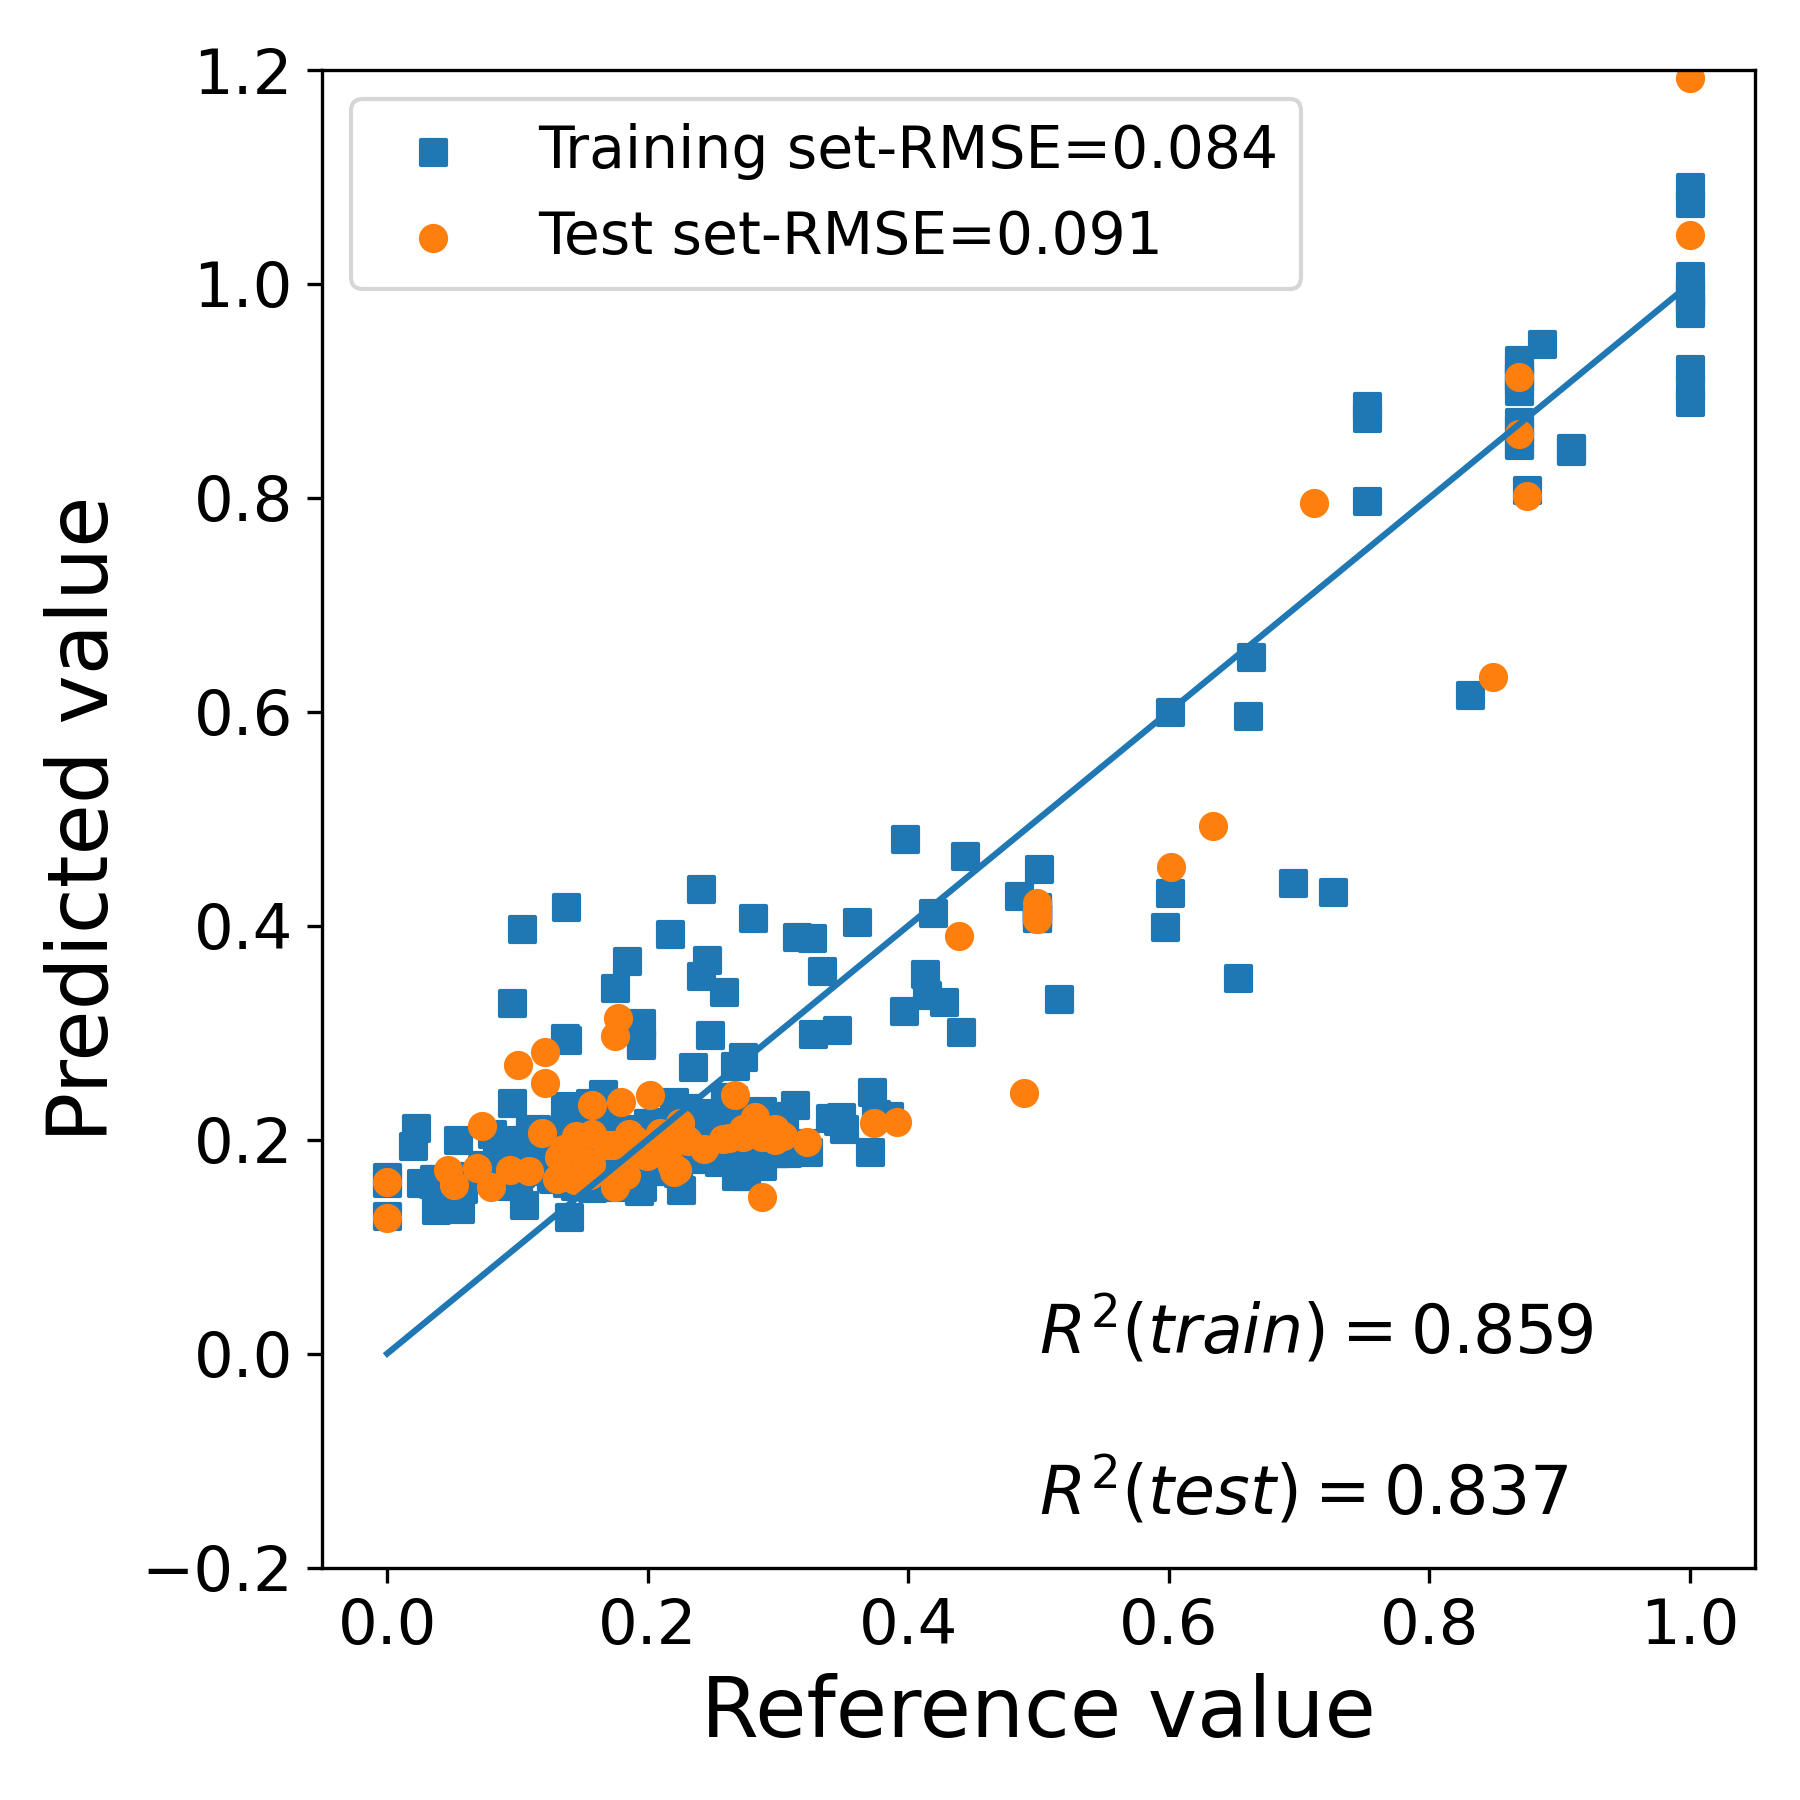 1.2
1.0
0.8
0.6
0.4
0.2
0.0
−0.2
Predicted value
Training set-RMSE=0.084
Test set-RMSE=0.091
R²(train) = 0.859
R²(test) = 0.837
0.0 0.2 0.4 0.6 0.8 1.0
Reference value